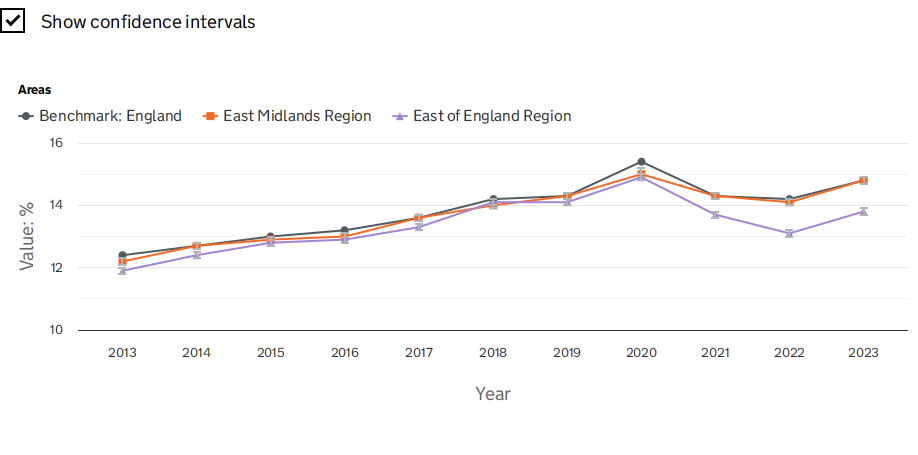 Show confidence intervals
Areas
Benchmark: England East Midlands Region East of England Region
16
14
12
10
Value: %
2013 2014 2015 2016 2017 2018 2019 2020 2021 2022 2023
Year